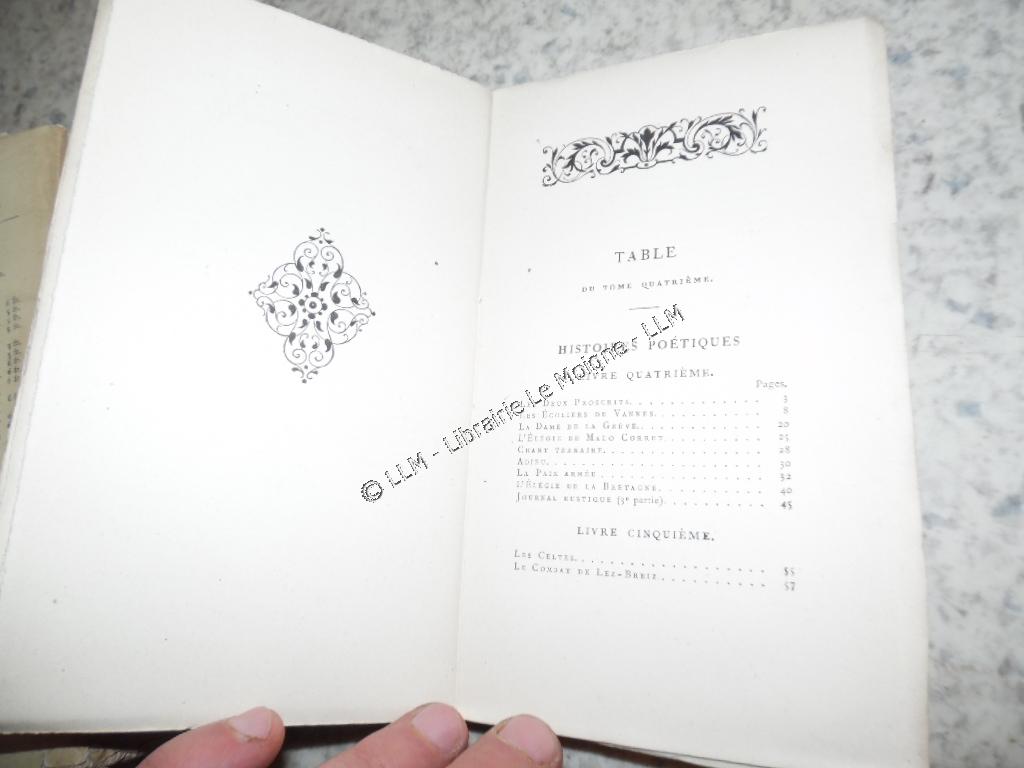 TABLE
DU TOME QUATRIÈME.
HISTOIRES POÉTIQUES
LIVRE QUATRIÈME.
Pages.
Les Deux Proscrits. 3
Les Écoliers de Vannes. 8
La Dame de la Grève. 20
L'Élégie de Malo Corret. 25
Chant terraire. 28
Adieu. 30
La Paix armée. 32
L'Élégie de la Bretagne. 40
Journal rustique (3e partie). 45
LIVRE CINQUIÈME.
Les Celtes. 55
Le Combat de Lez-Breiz. 57
© LLM - Librairie Le Moigne - LLM